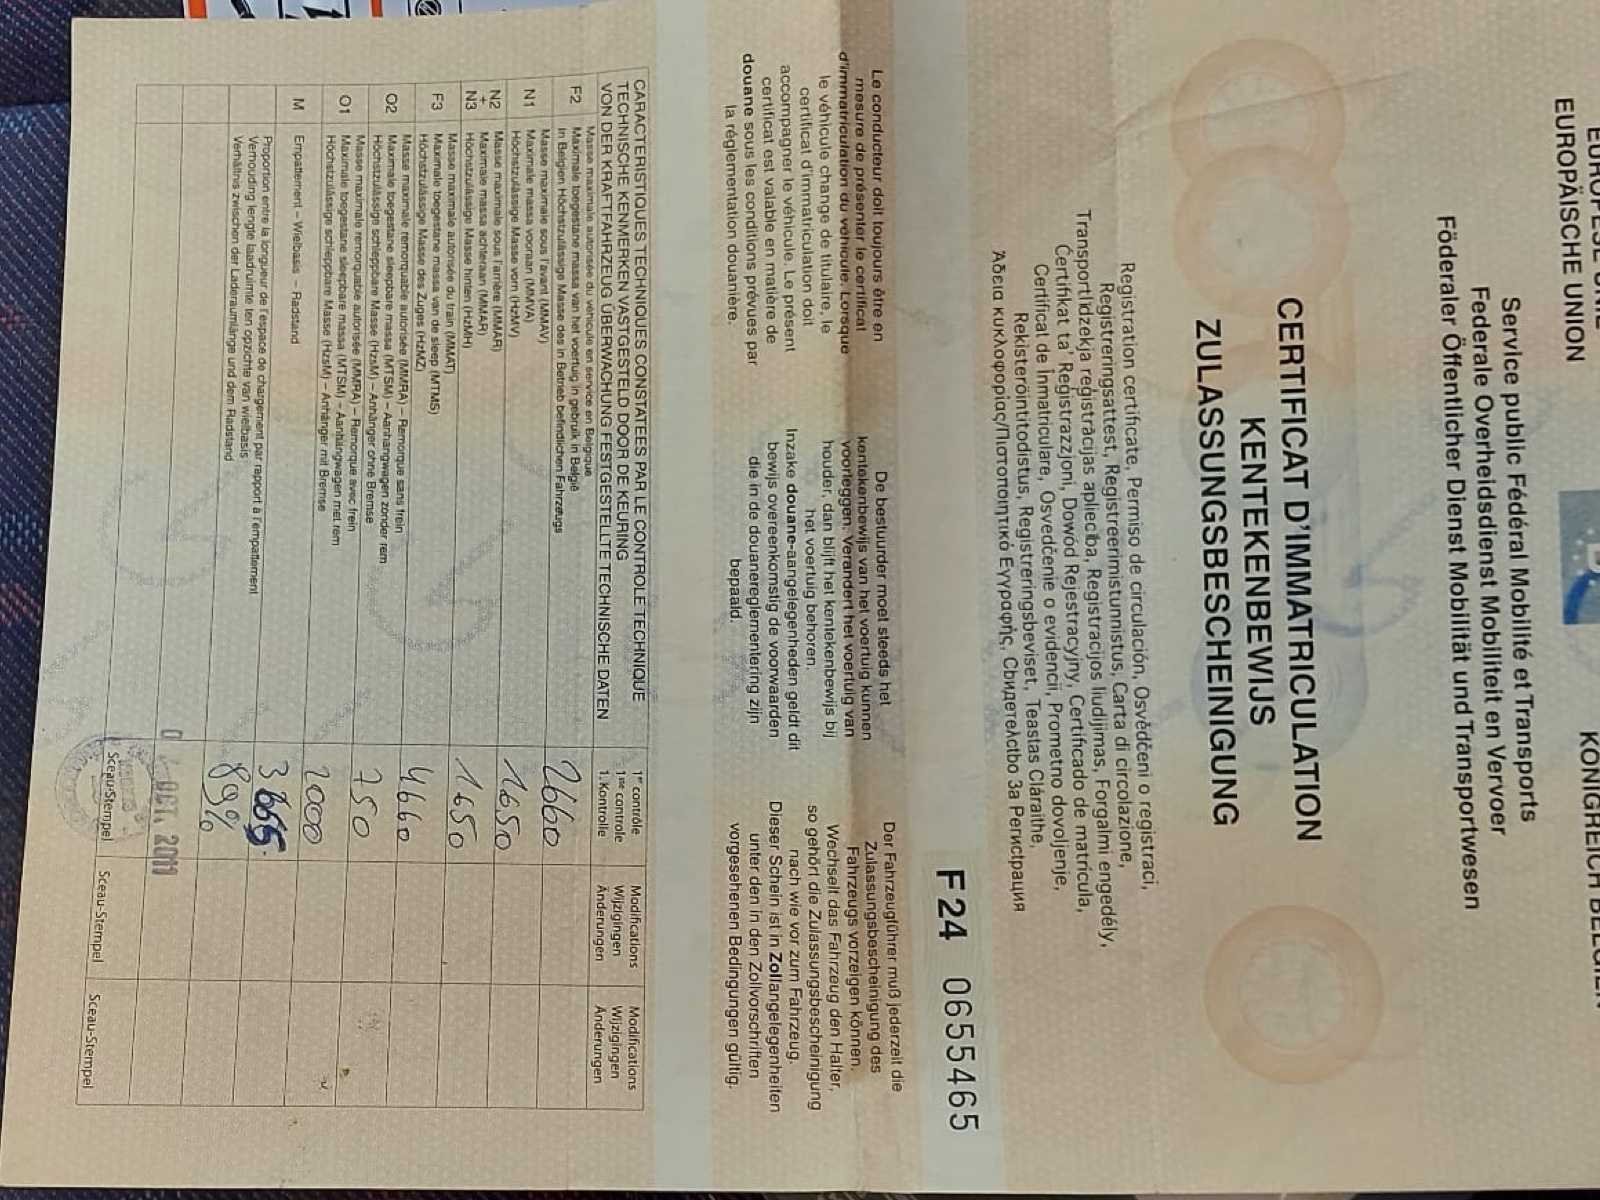 EUROPESE UNIE
EUROPÄISCHE UNION
KÖNIGREICH BELGIEN
B
Service public Fédéral Mobilité et Transports
Federale Overheidsdienst Mobiliteit en Vervoer
Föderaler Öffentlicher Dienst Mobilität und Transportwesen
CERTIFICAT D'IMMATRICULATION
KENTEKENBEWIJS
ZULASSUNGSBESCHEINIGUNG
Registration certificate, Permiso de circulación, Osvědčeni o registraci,
Registreringsattest, Registreerimistunnistus, Carta di circolazione,
Transportlīdzekļa reģistrācijas apliecība, Registracijos liudijimas, Forgalmi engedély,
Ċertifikat ta' Reġistrazzjoni, Dowód Rejestracyjny, Certificado de matrícula,
Certificat de Înmatriculare, Osvedčenie o evidencii, Prometno dovoljenje,
Rekisteröintitodistus, Registreringsbeviset, Teastas Cláraithe,
Άδεια κυκλοφορίας/Πιστοποιητικό Εγγραφής, Свидетелство За Регистрация
F24 0655465
Le conducteur doit toujours être en
mesure de présenter le certificat
d'immatriculation du véhicule. Lorsque
le véhicule change de titulaire, le
certificat d'immatriculation doit
accompagner le véhicule. Le présent
certificat est valable en matière de
douane sous les conditions prévues par
la réglementation douanière.
De bestuurder moet steeds het
kentekenbewijs van het voertuig kunnen
voorleggen. Verandert het voertuig van
houder, dan blijft het kentekenbewijs bij
het voertuig behoren.
Inzake douane-aangelegenheden geldt dit
bewijs overeenkomstig de voorwaarden
die in de douanereglementering zijn
bepaald.
Der Fahrzeugführer muß jederzeit die
Zulassungsbescheinigung des
Fahrzeugs vorzeigen können.
Wechselt das Fahrzeug den Halter,
so gehört die Zulassungsbescheinigung
nach wie vor zum Fahrzeug.
Dieser Schein ist in Zollangelegenheiten
unter den in den Zollvorschriften
vorgesehenen Bedingungen gültig.
CARACTERISTIQUES TECHNIQUES CONSTATEES PAR LE CONTROLE TECHNIQUE
TECHNISCHE KENMERKEN VASTGESTELD DOOR DE KEURING
VON DER KRAFTFAHRZEUG ÜBERWACHUNG FESTGESTELLTE TECHNISCHE DATEN
1er contrôle
1ste controle
1. Kontrolle
Modifications
Wijzigingen
Änderungen
Modifications
Wijzigingen
Änderungen
F2
Masse maximale autorisée du véhicule en service en Belgique
Maximale toegestane massa van het voertuig in gebruik in België
In Belgien Höchstzulässige Masse des in Betrieb befindlichen Fahrzeugs
2660
N1
Masse maximale sous l'avant (MMAV)
Maximale massa vooraan (MMVA)
Höchstzulässige Masse vorn (HzMV)
1650
N2
+
N3
Masse maximale sous l'arrière (MMAR)
Maximale massa achteraan (MMAR)
Höchstzulässige Masse hinten (HzMH)
1650
F3
Masse maximale autorisée du train (MMAT)
Maximale toegestane massa van de sleep (MTMS)
Höchstzulässige Masse des Zuges (HzMZ)
4660
O2
Masse maximale remorquable autorisée (MMRA) – Remorque sans frein
Maximale toegestane sleepbare massa (MTSM) – Aanhangwagen zonder rem
Höchstzulässige schleppbare Masse (HzsM) – Anhänger ohne Bremse
750
O1
Masse maximale remorquable autorisée (MMRA) – Remorque avec frein
Maximale toegestane sleepbare massa (MTSM) – Aanhangwagen met rem
Höchstzulässige schleppbare Masse (HzsM) – Anhänger mit Bremse
2000
M
Empattement – Wielbasis – Radstand
Proportion entre la longueur de l'espace de chargement par rapport à l'empattement
Verhouding lengte laadruimte ten opzichte van wielbasis
Verhältnis zwischen der Laderaumlänge und dem Radstand
89%
OCT. 2011
Sceau-Stempel
Sceau-Stempel
Sceau-Stempel